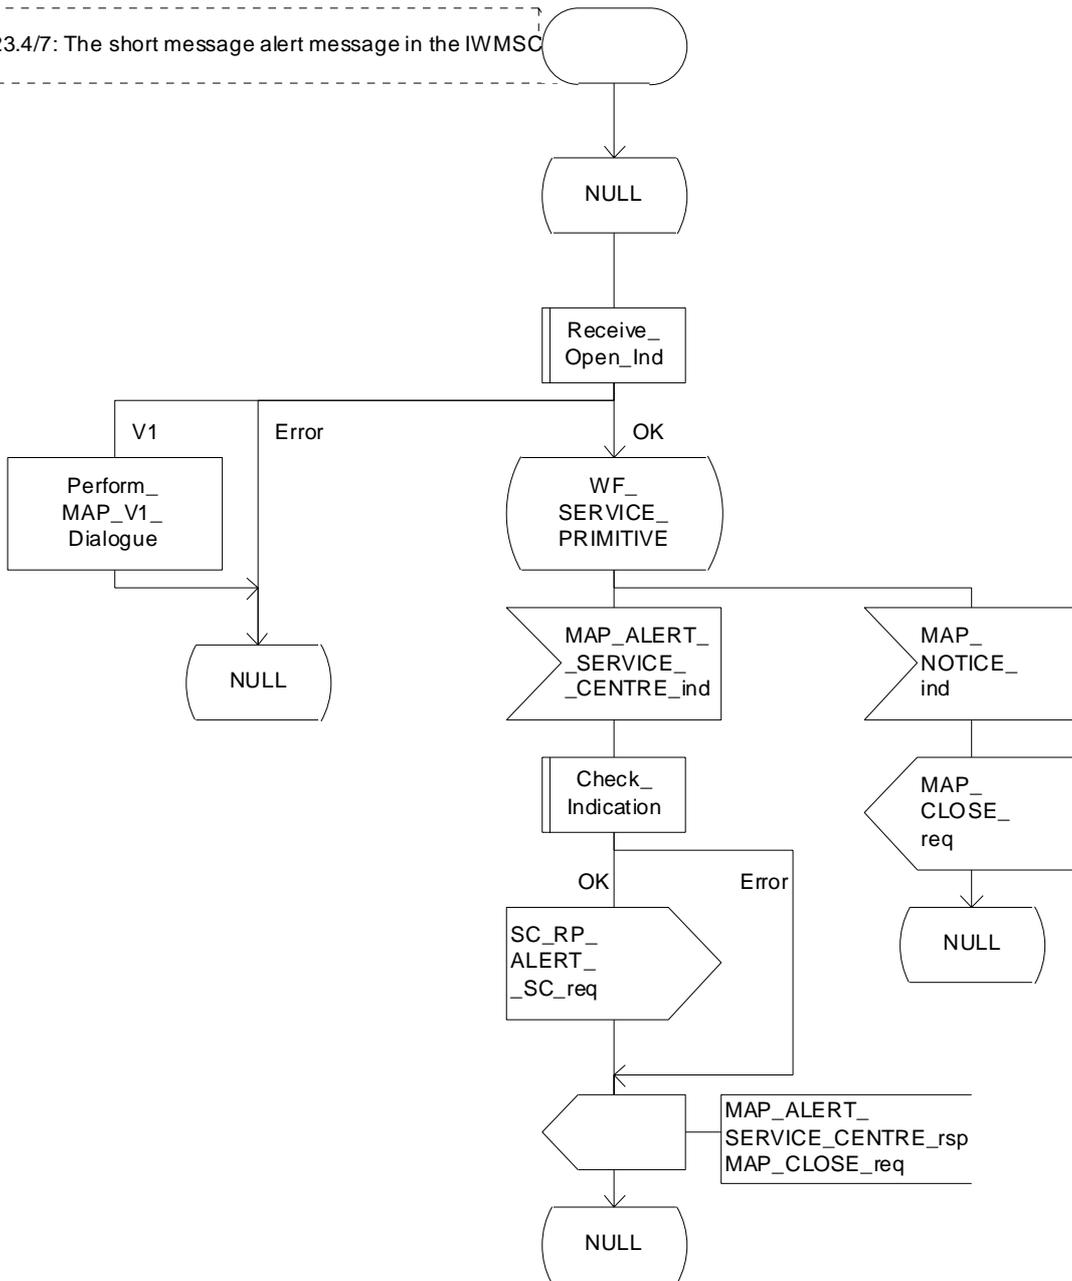 23.4/7: The short message alert message in the IWMSC
NULL
Receive_
Open_Ind
V1
Error
OK
Perform_
MAP_V1_
Dialogue
WF_
SERVICE_
PRIMITIVE
NULL
MAP_ALERT_
_SERVICE_
_CENTRE_ind
MAP_
NOTICE_
ind
Check_
Indication
MAP_
CLOSE_
req
OK
Error
SC_RP_
ALERT_
_SC_req
NULL
MAP_ALERT_
SERVICE_CENTRE_rsp
MAP_CLOSE_req
NULL